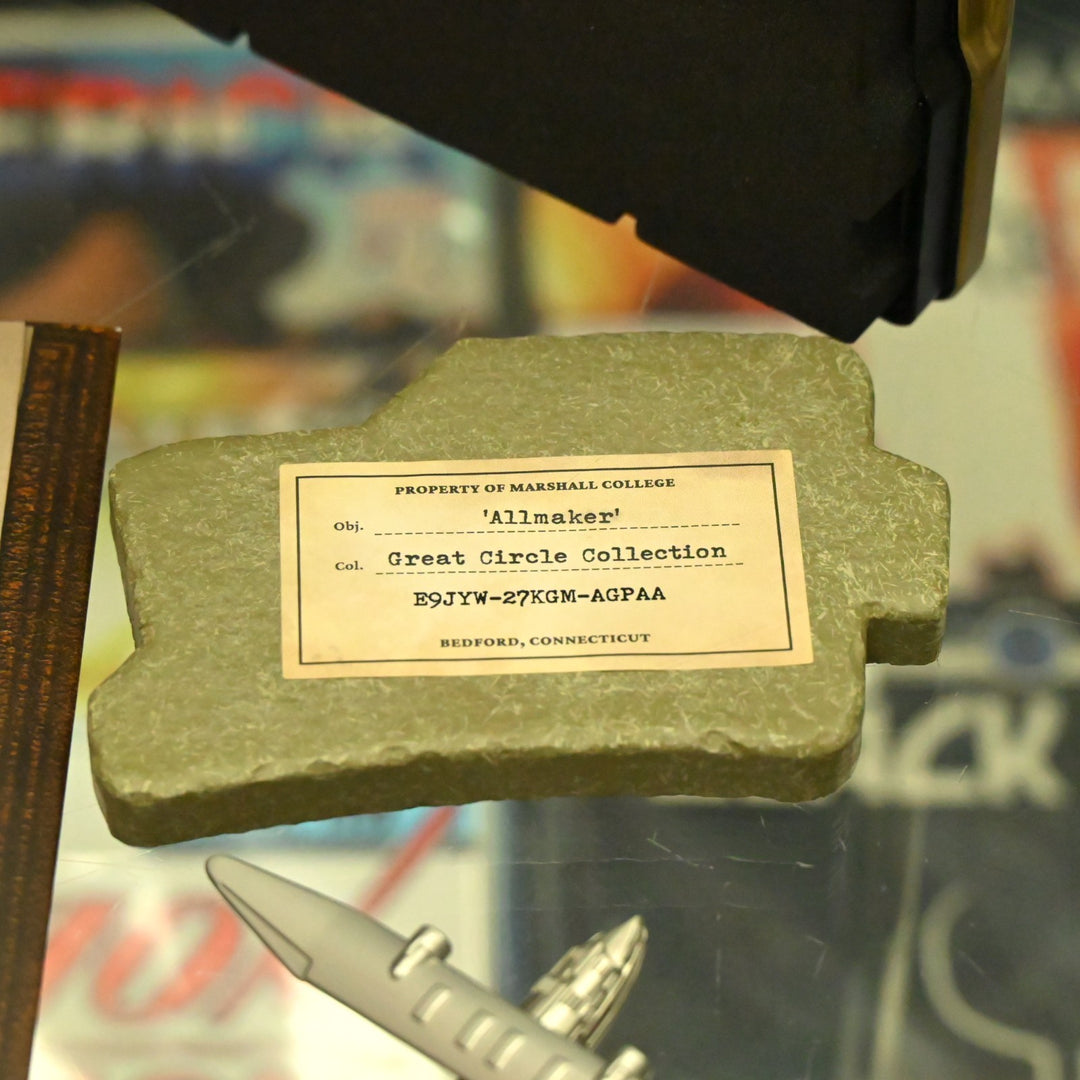 PROPERTY OF MARSHALL COLLEGE
Obj. 'Allmaker'
Col. Great Circle Collection
E9JYW-27KGM-AGPAA
BEDFORD, CONNECTICUT